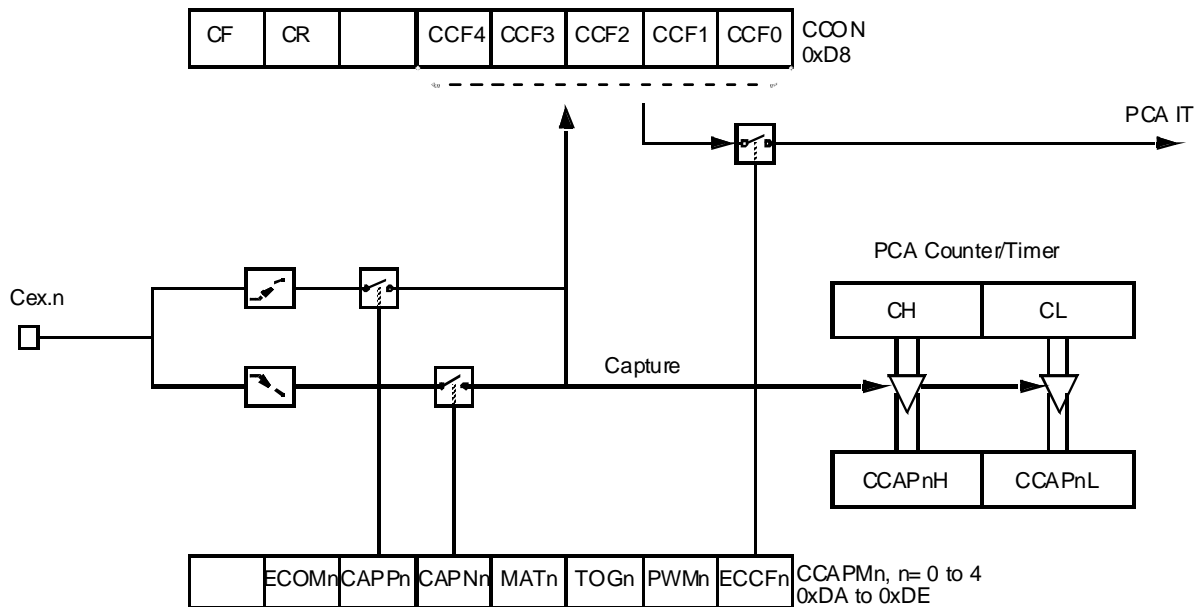 CF CR CCF4 CCF3 CCF2 CCF1 CCF0 CCON
0xD8
PCA IT
PCA Counter/Timer
Cex.n
CH CL
Capture
CCAPnH CCAPnL
ECOMn CAPPn CAPNn MATn TOGn PWMn ECCFn CCAPMn, n= 0 to 4
0xDA to 0xDE